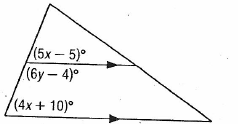 (5x – 5)°
(6y – 4)°
(4x + 10)°